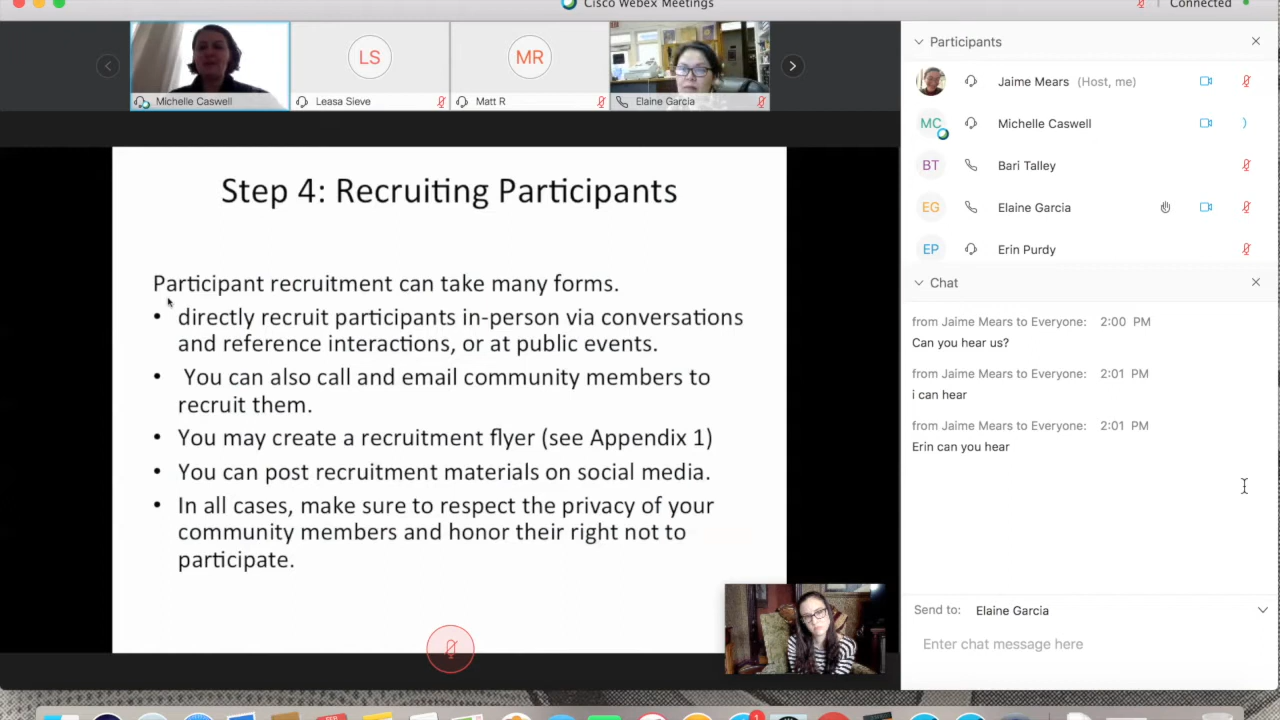 Cisco Webex Meetings
Connected
Michelle Caswell
LS
Leasa Sieve
MR
Matt R
Elaine Garcia
Step 4: Recruiting Participants
Participant recruitment can take many forms.
• directly recruit participants in-person via conversations
and reference interactions, or at public events.
• You can also call and email community members to
recruit them.
• You may create a recruitment flyer (see Appendix 1)
• You can post recruitment materials on social media.
• In all cases, make sure to respect the privacy of your
community members and honor their right not to
participate.
Participants
Jaime Mears (Host, me)
MC Michelle Caswell
BT Bari Talley
EG Elaine Garcia
EP Erin Purdy
Chat
from Jaime Mears to Everyone: 2:00 PM
Can you hear us?
from Jaime Mears to Everyone: 2:01 PM
i can hear
from Jaime Mears to Everyone: 2:01 PM
Erin can you hear
Send to: Elaine Garcia
Enter chat message here